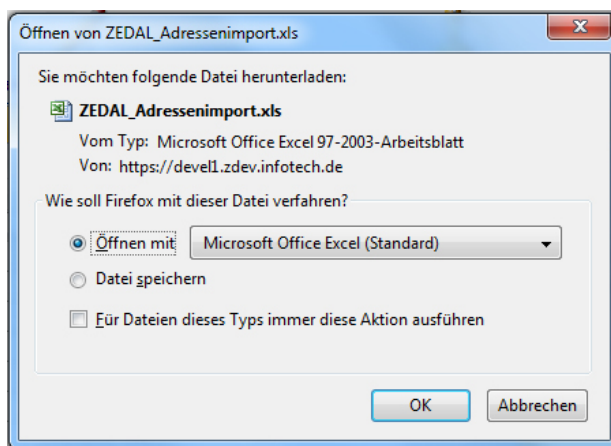 Öffnen von ZEDAL_Adressenimport.xls
Sie möchten folgende Datei herunterladen:
ZEDAL_Adressenimport.xls
Vom Typ: Microsoft Office Excel 97-2003-Arbeitsblatt
Von: https://devel1.zdev.infotech.de
Wie soll Firefox mit dieser Datei verfahren?
Öffnen mit Microsoft Office Excel (Standard)
Datei speichern
Für Dateien dieses Typs immer diese Aktion ausführen
OK Abbrechen